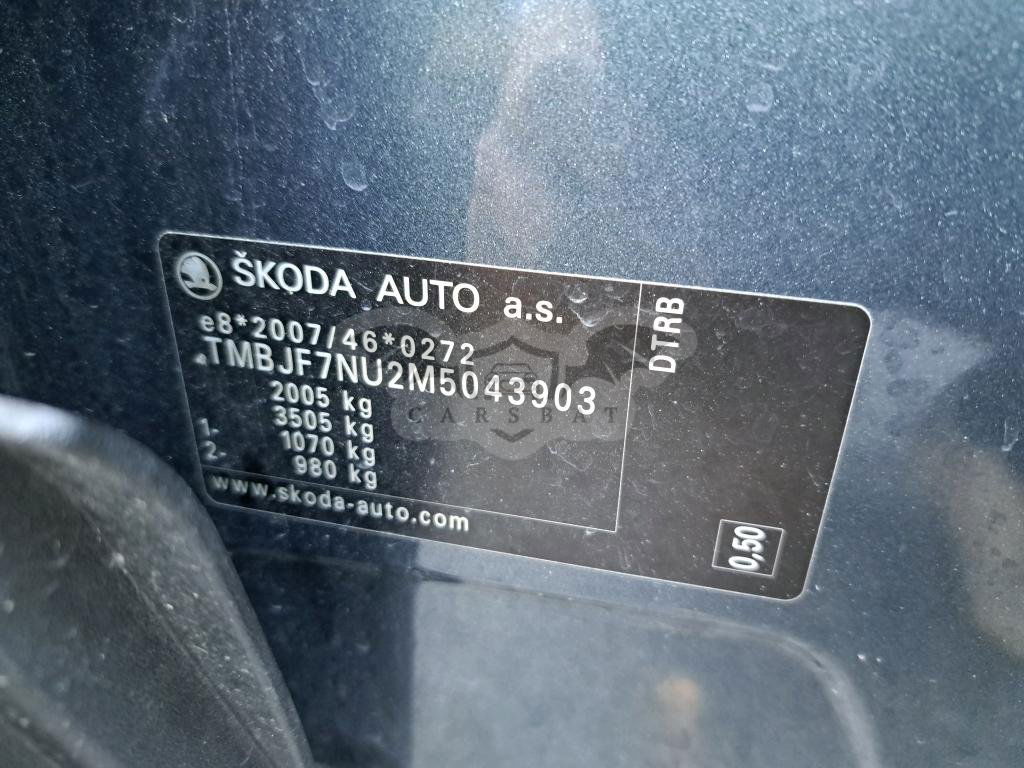 ŠKODA AUTO a.s.
e8*2007/46*0272
TMBJF7NU2M5043903
2005 kg
3505 kg
1- 1070 kg
2- 980 kg
www.skoda-auto.com
DTRB
0,50
CARSBAT